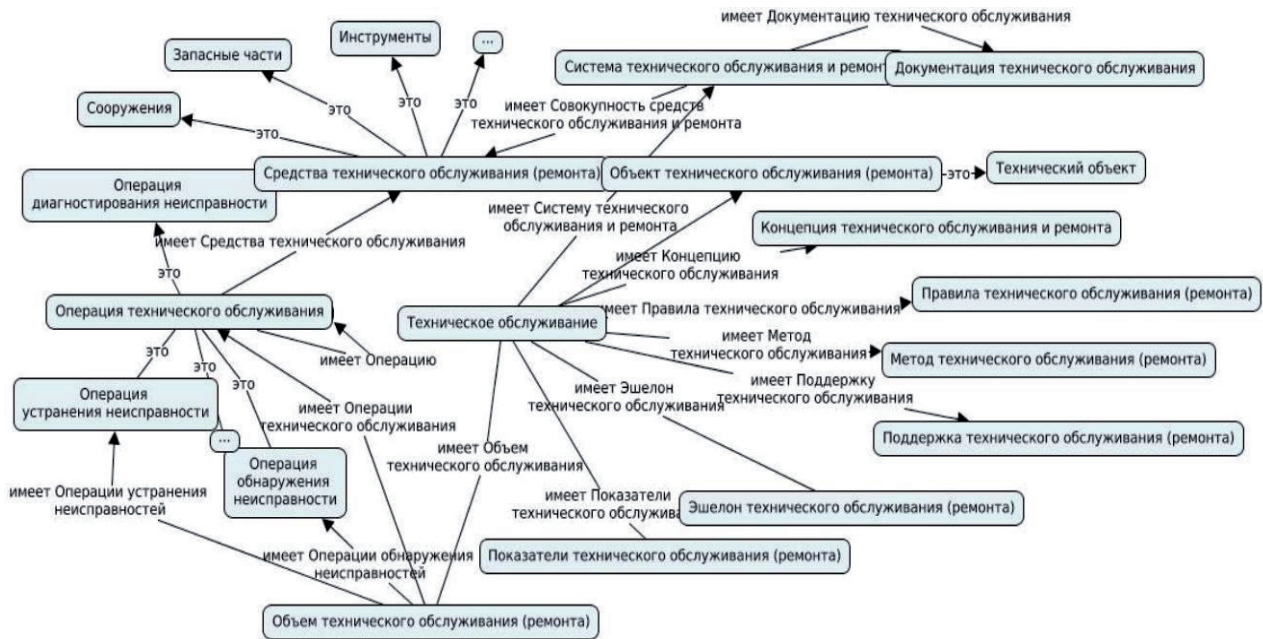 имеет Документацию технического обслуживания
Инструменты
...
Запасные части
Система технического обслуживания и ремонт
Документация технического обслуживания
Сооружения
это
это
это
это
имеет Совокупность средств
технического обслуживания и ремонта
Средства технического обслуживания (ремонта)
Объект технического обслуживания (ремонта)
это
Технический объект
Операция
диагностирования неисправности
имеет Систему технического
обслуживания и ремонта
Концепция технического обслуживания и ремонта
имеет Средства технического обслуживания
имеет Концепцию
технического обслуживания
это
Операция технического обслуживания
Техническое обслуживание
имеет Правила технического обслуживания
Правила технического обслуживания (ремонта)
имеет Метод
технического обслуживания
Метод технического обслуживания (ремонта)
это
это
это
имеет Операцию
Операция
устранения неисправности
имеет Эшелон
технического обслуживания
имеет Поддержку
технического обслуживания
Поддержка технического обслуживания (ремонта)
...
имеет Операции
технического обслуживания
имеет Объем
технического обслуживания
Операция
обнаружения
неисправности
имеет Операции устранения
неисправностей
имеет Показатели
технического обслужива
Эшелон технического обслуживания (ремонта)
имеет Операции обнаружения
неисправностей
Показатели технического обслуживания (ремонта)
Объем технического обслуживания (ремонта)